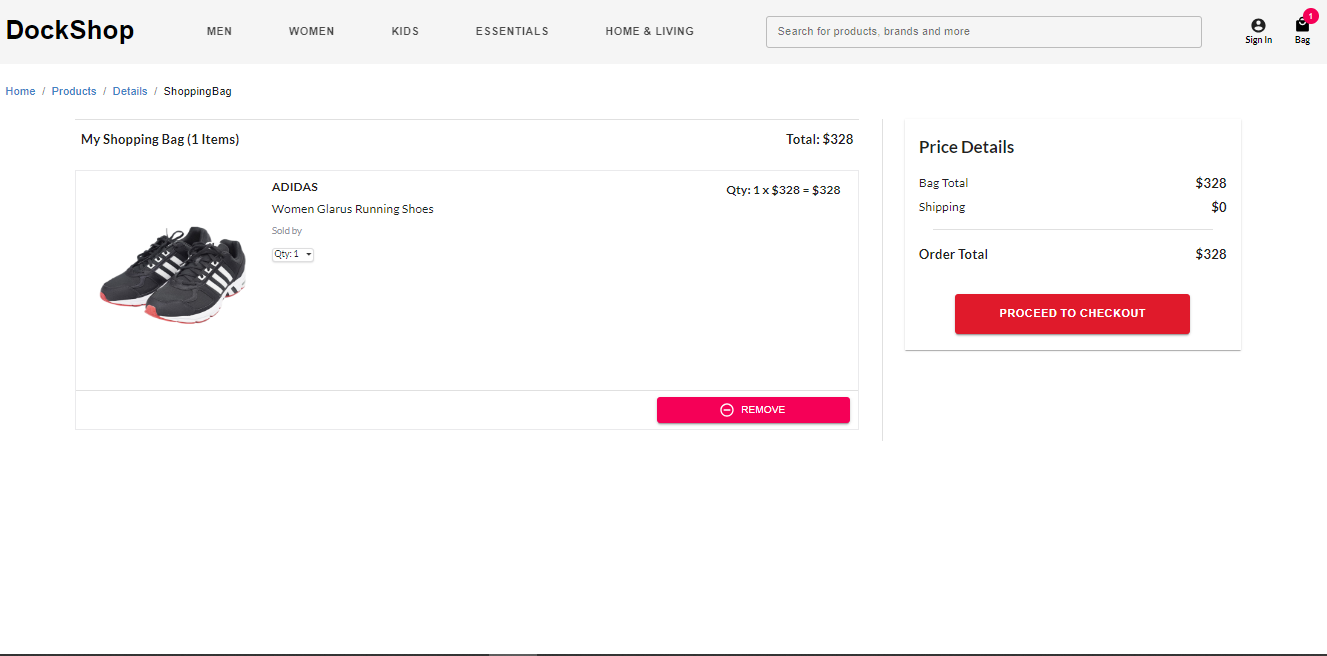 DockShop MEN WOMEN KIDS ESSENTIALS HOME & LIVING Search for products, brands and more Sign In 1 Bag
Home / Products / Details / ShoppingBag
My Shopping Bag (1 Items) Total: $328
ADIDAS Qty: 1 x $328 = $328
Women Glarus Running Shoes
Sold by
Qty: 1
REMOVE
Price Details
Bag Total $328
Shipping $0
Order Total $328
PROCEED TO CHECKOUT